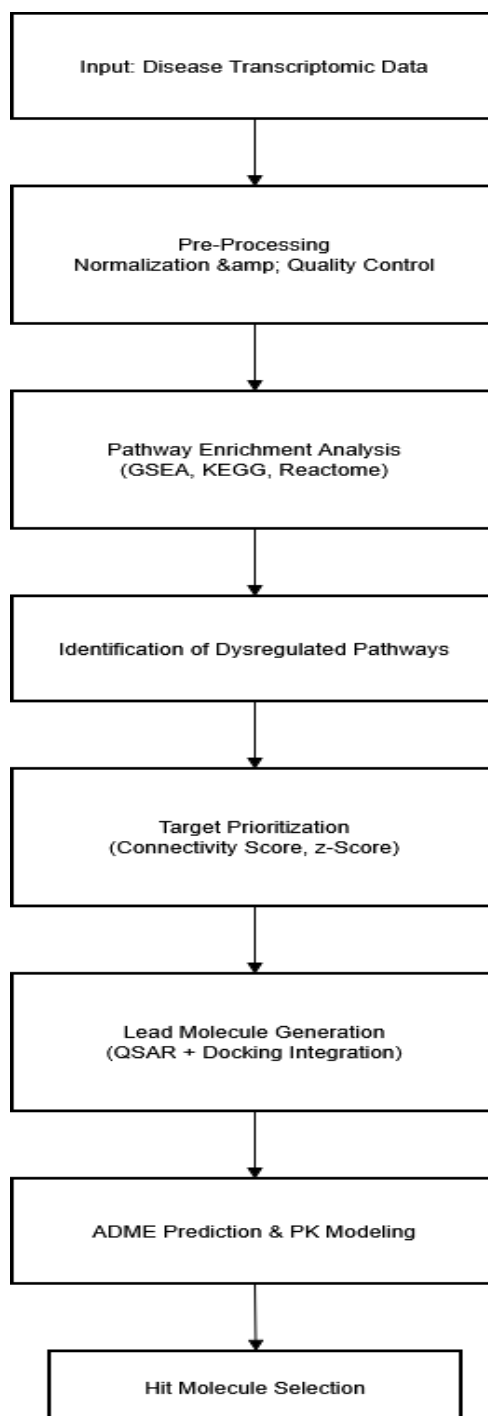 Input: Disease Transcriptomic Data
Pre-Processing
Normalization &amp; Quality Control
Pathway Enrichment Analysis
(GSEA, KEGG, Reactome)
Identification of Dysregulated Pathways
Target Prioritization
(Connectivity Score, z-Score)
Lead Molecule Generation
(QSAR + Docking Integration)
ADME Prediction & PK Modeling
Hit Molecule Selection